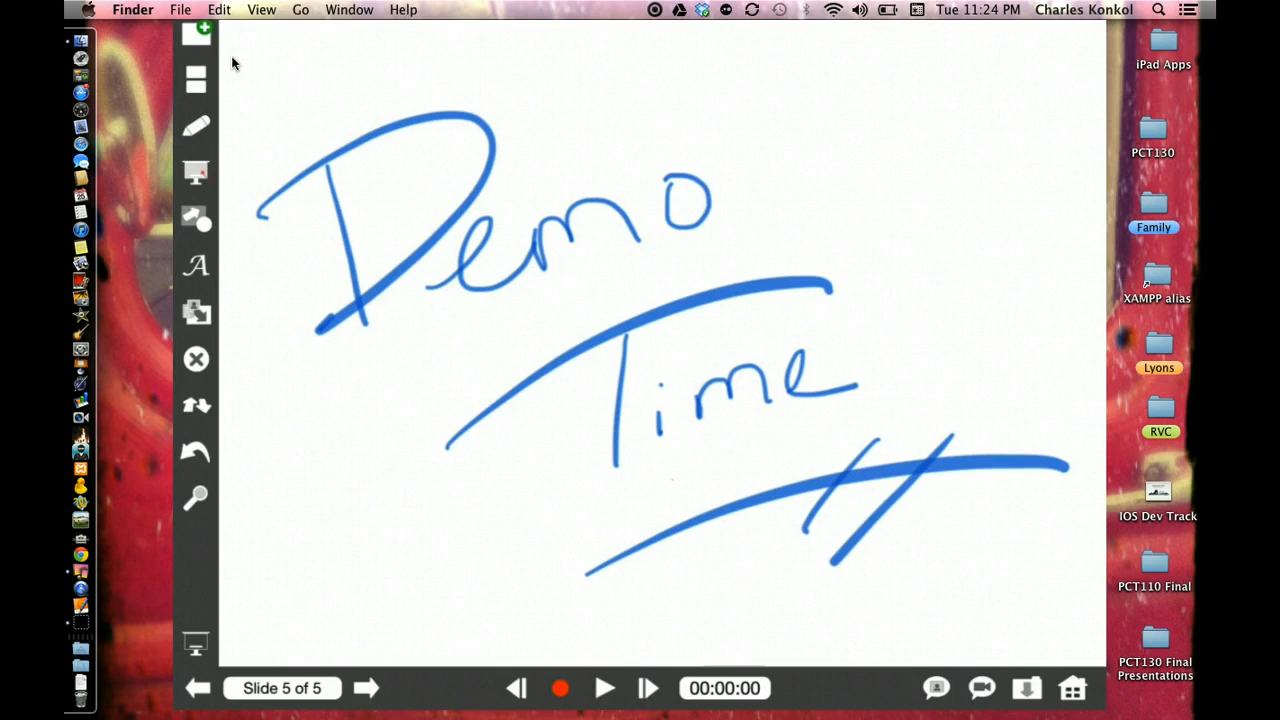 Finder File Edit View Go Window Help Tue 11:24 PM Charles Konkol
iPad Apps
PCT130
Family
XAMPP alias
Lyons
RVC
IOS Dev Track
PCT110 Final
PCT130 Final
Presentations
A
Demo
Time
Slide 5 of 5
00:00:00